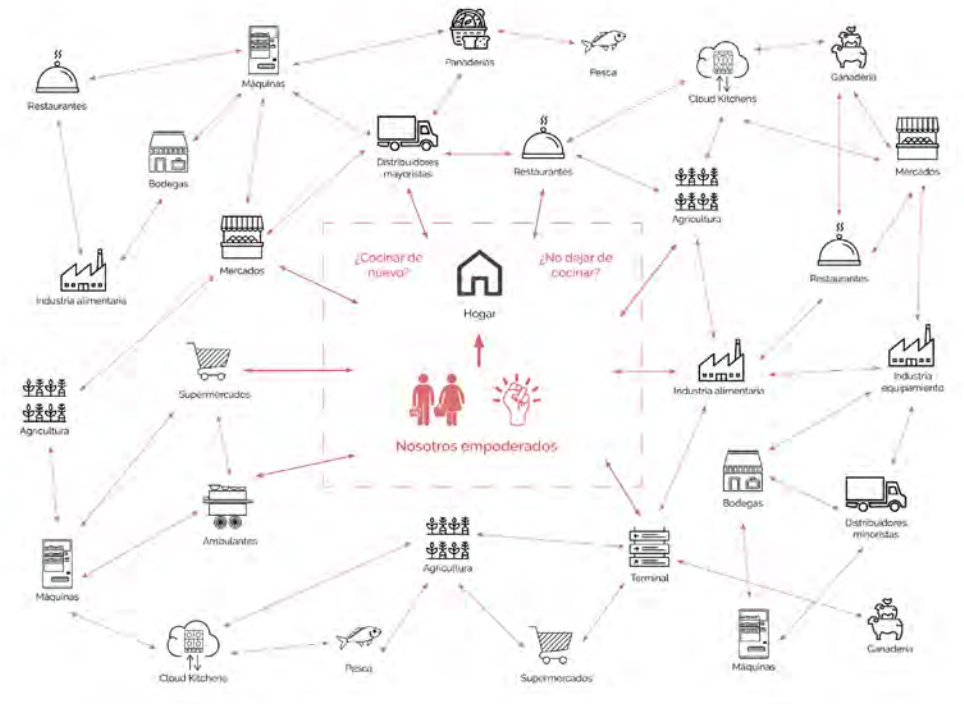 Panaderías
Pesca
Máquinas
Restaurantes
Cloud Kitchens
Ganadería
Bodegas
Distribuidores
mayoristas
Restaurantes
Mercados
Agricultura
¿Cocinar de
nuevo?
¿No dejar de
cocinar?
Mercados
Restaurantes
Industria alimentaria
Hogar
Supermercados
Industria alimentaria
Industria
equipamiento
Agricultura
Nosotros empoderados
Bodegas
Ambulantes
Distribuidores
minoristas
Agricultura
Terminal
Máquinas
Cloud Kitchens
Pesca
Supermercados
Máquinas
Ganadería